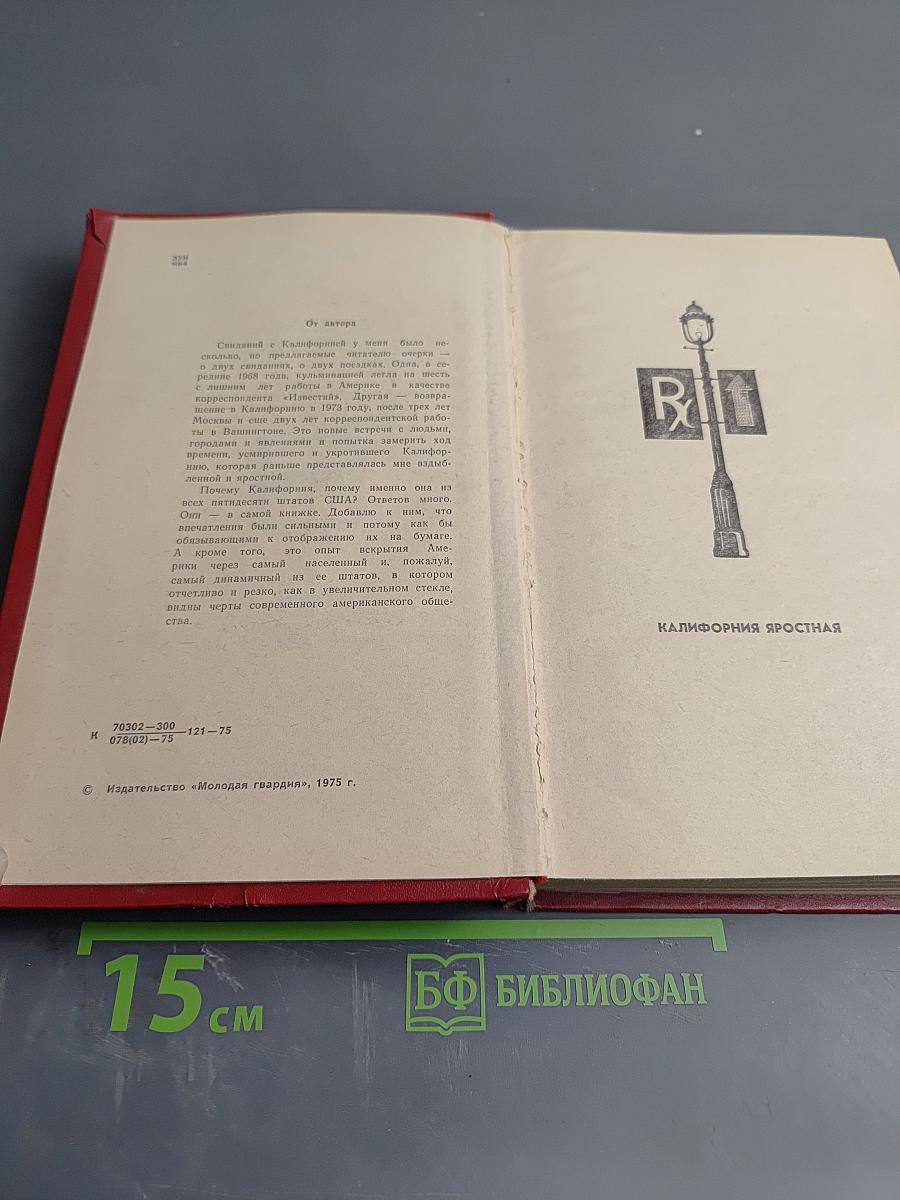 От автора
Свиданий с Калифорнией у меня было не-
сколько, но предлагаемые читателю очерки —
о двух свиданиях, о двух поездках. Одна, в се-
редине 1968 года, кульминацией легла на шесть
с лишним лет работы в Америке в качестве
корреспондента «Известий». Другая — возвра-
щение в Калифорнию в 1973 году, после трех лет
Москвы и еще двух лет корреспондентской рабо-
ты в Вашингтоне. Это новые встречи с людьми,
городами и явлениями и попытка замерить ход
времени, усмирившего и укротившего Калифор-
нию, которая раньше представлялась мне вздыб-
ленной и яростной.
Почему Калифорния, почему именно она из
всех пятидесяти штатов США? Ответов много.
Они — в самой книжке. Добавлю к ним, что
впечатления были сильными и потому как бы
обязывающими к отображению их на бумаге.
А кроме того, это опыт вскрытия Аме-
рики через самый населенный и, пожалуй,
самый динамичный из ее штатов, в котором
отчетливо и резко, как в увеличительном стекле,
видны черты современного американского обще-
ства.
К 70302—300
078(02)—75 —121—75
© Издательство «Молодая гвардия», 1975 г.
Rx
КАЛИФОРНИЯ ЯРОСТНАЯ
15 см
БФ БИБЛИОФАН